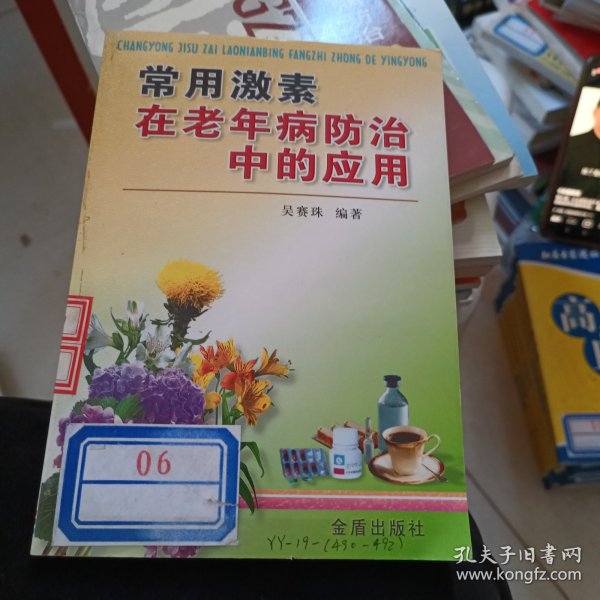 CHANGYONG JISU ZAI LAONIANBING FANGZHI ZHONG DE YINGYONG
常用激素
在老年病防治
中的应用
吴赛珠 编著
06
金盾出版社
YY-19-(490-492)
孔夫子旧书网
www.kongfz.com